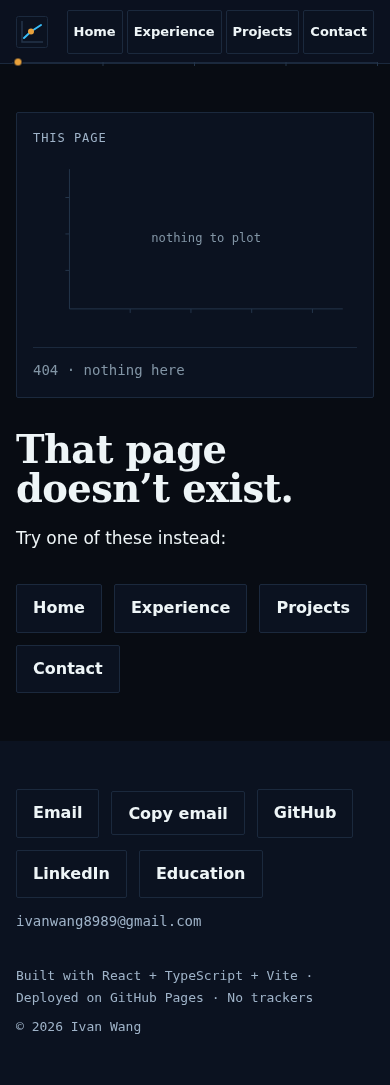 Home Experience Projects Contact
THIS PAGE
nothing to plot
404 · nothing here
That page
doesn’t exist.
Try one of these instead:
Home Experience Projects
Contact
Email Copy email GitHub
LinkedIn Education
ivanwang8989@gmail.com
Built with React + TypeScript + Vite ·
Deployed on GitHub Pages · No trackers
© 2026 Ivan Wang